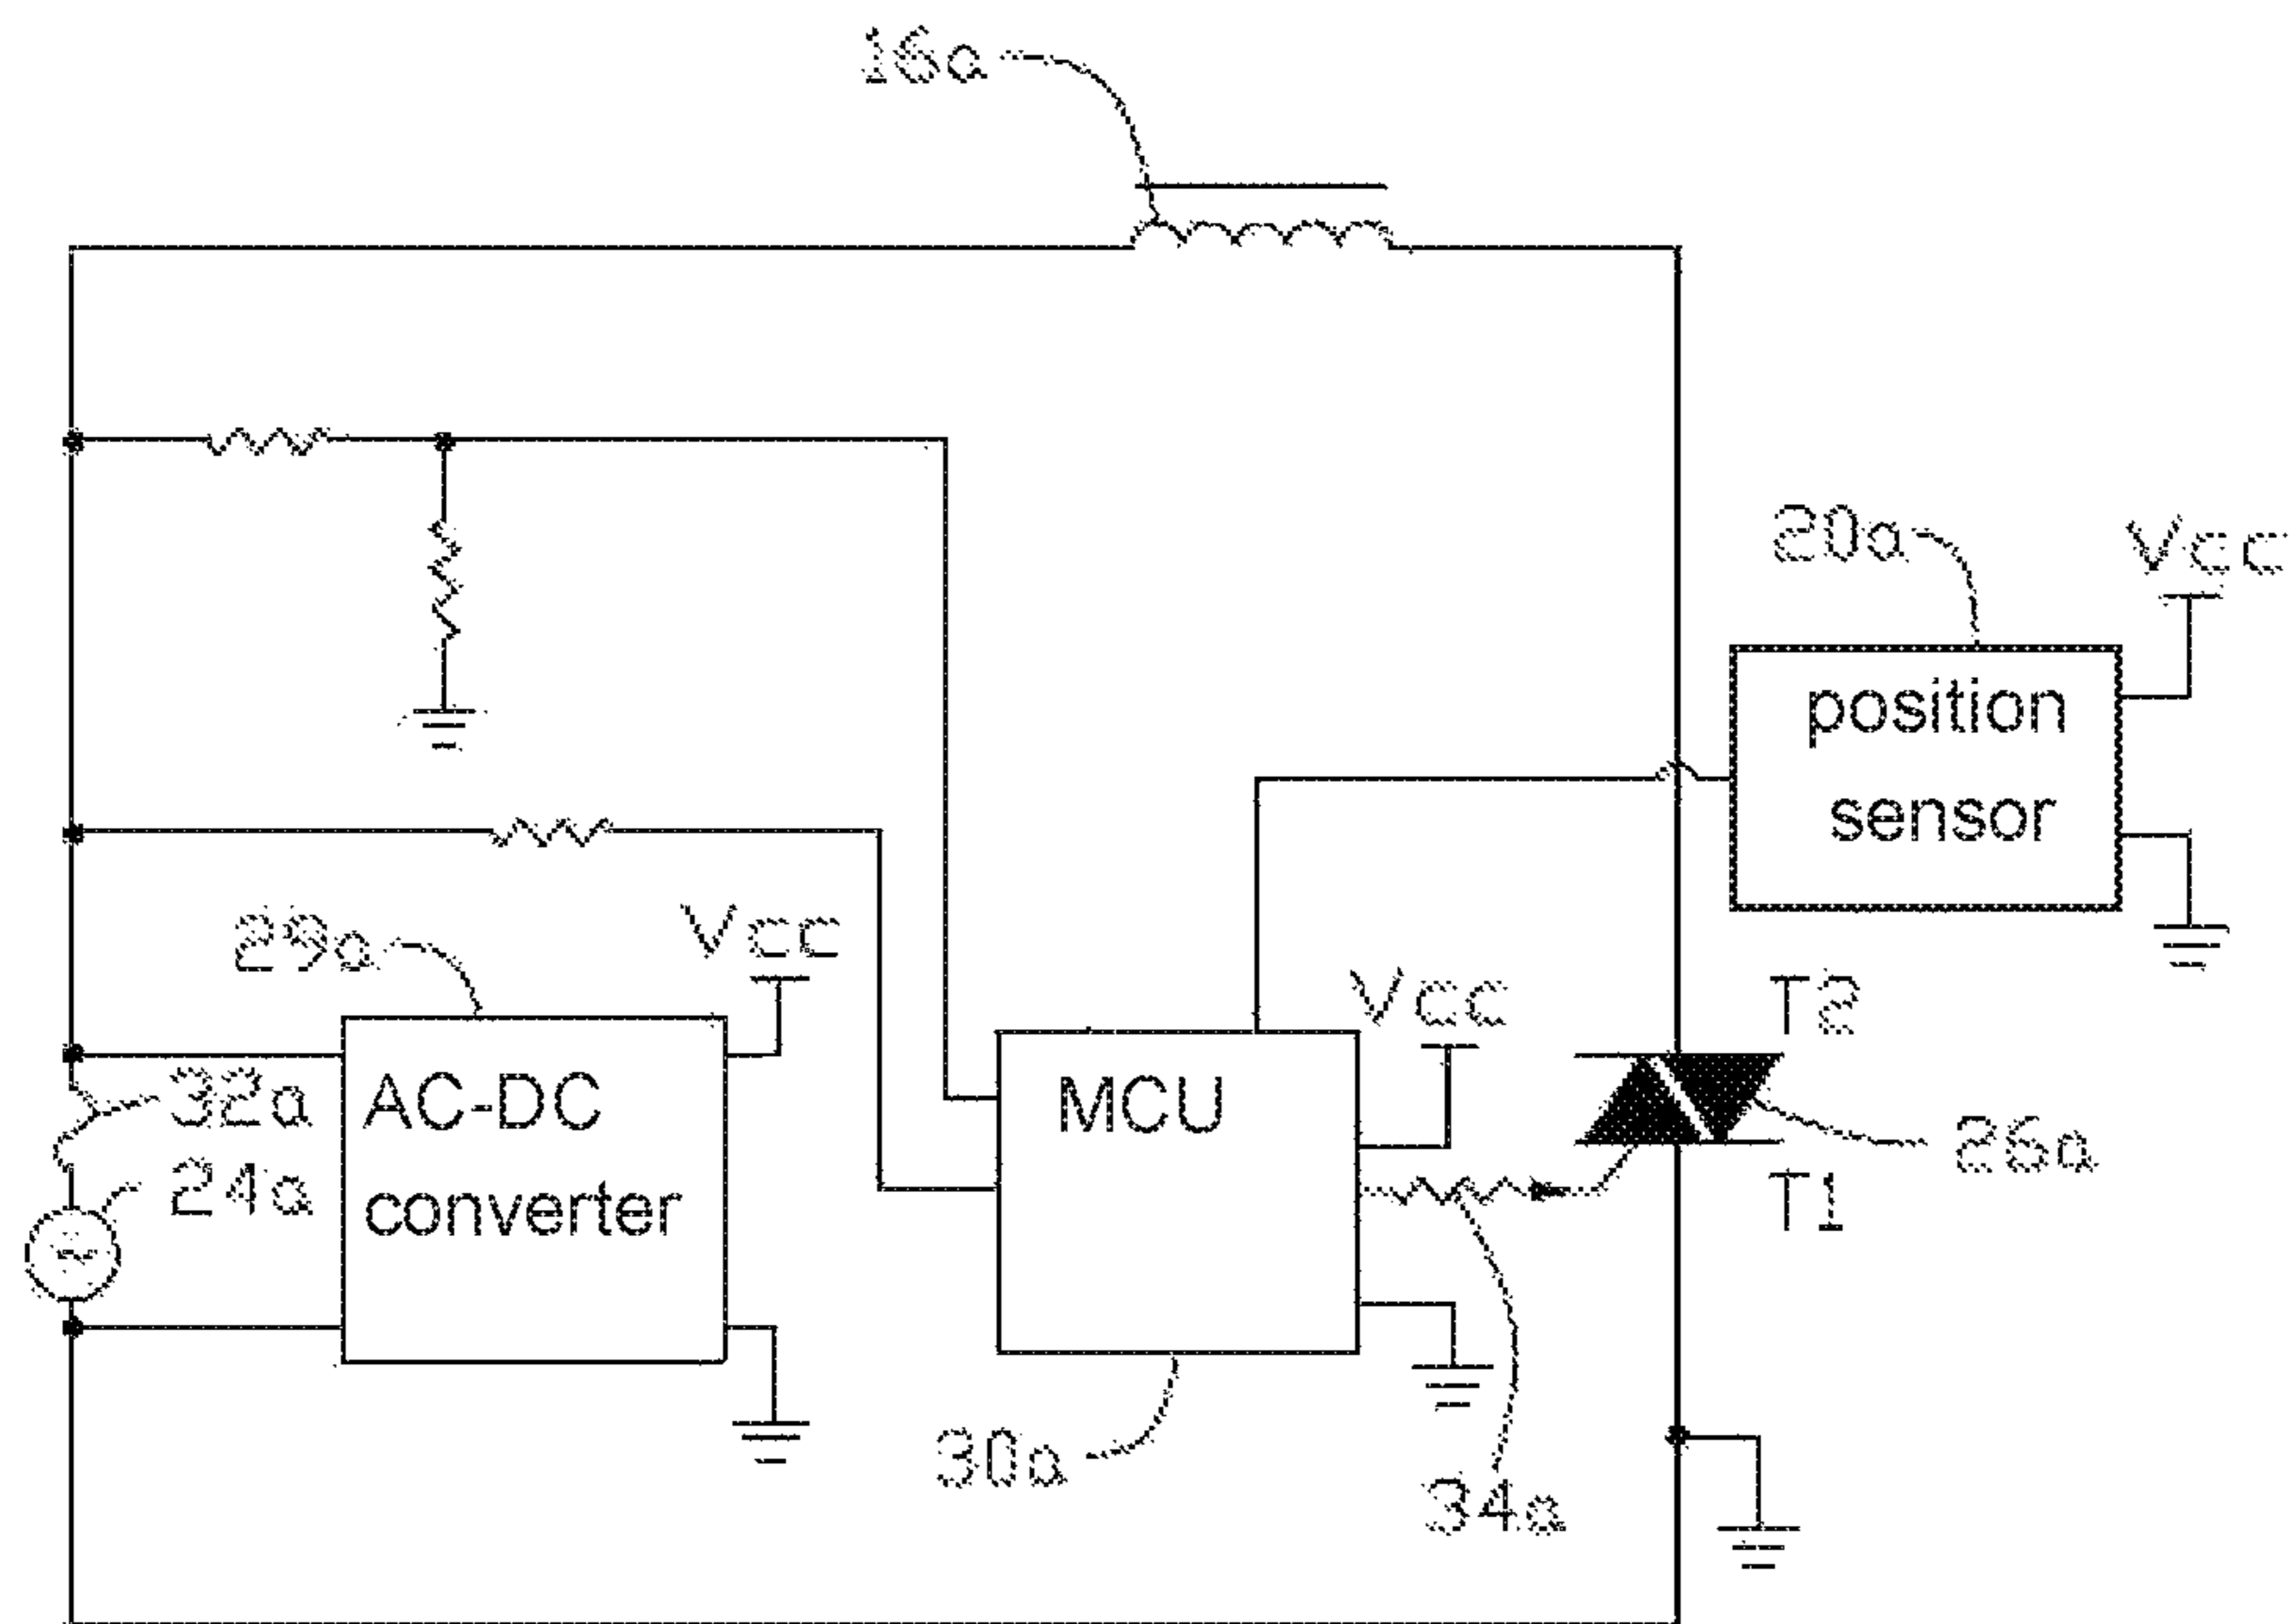 16a
20a
Vcc
position
sensor
29a
Vcc
Vcc
T2
32a
AC-DC
converter
MCU
24a
26a
T1
30a
34a